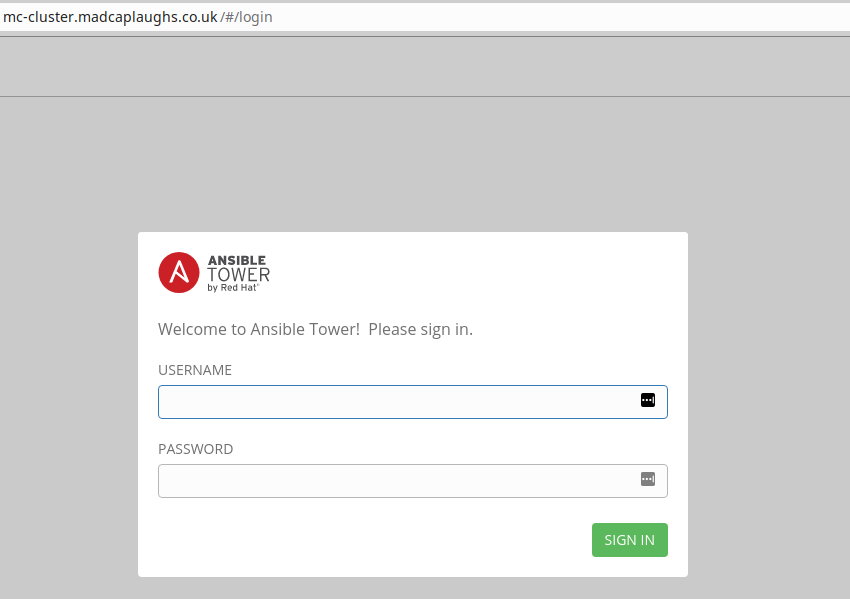 mc-cluster.madcaplaughs.co.uk/#/login
ANSIBLE
TOWER
by Red Hat®
Welcome to Ansible Tower!  Please sign in.
USERNAME
PASSWORD
SIGN IN